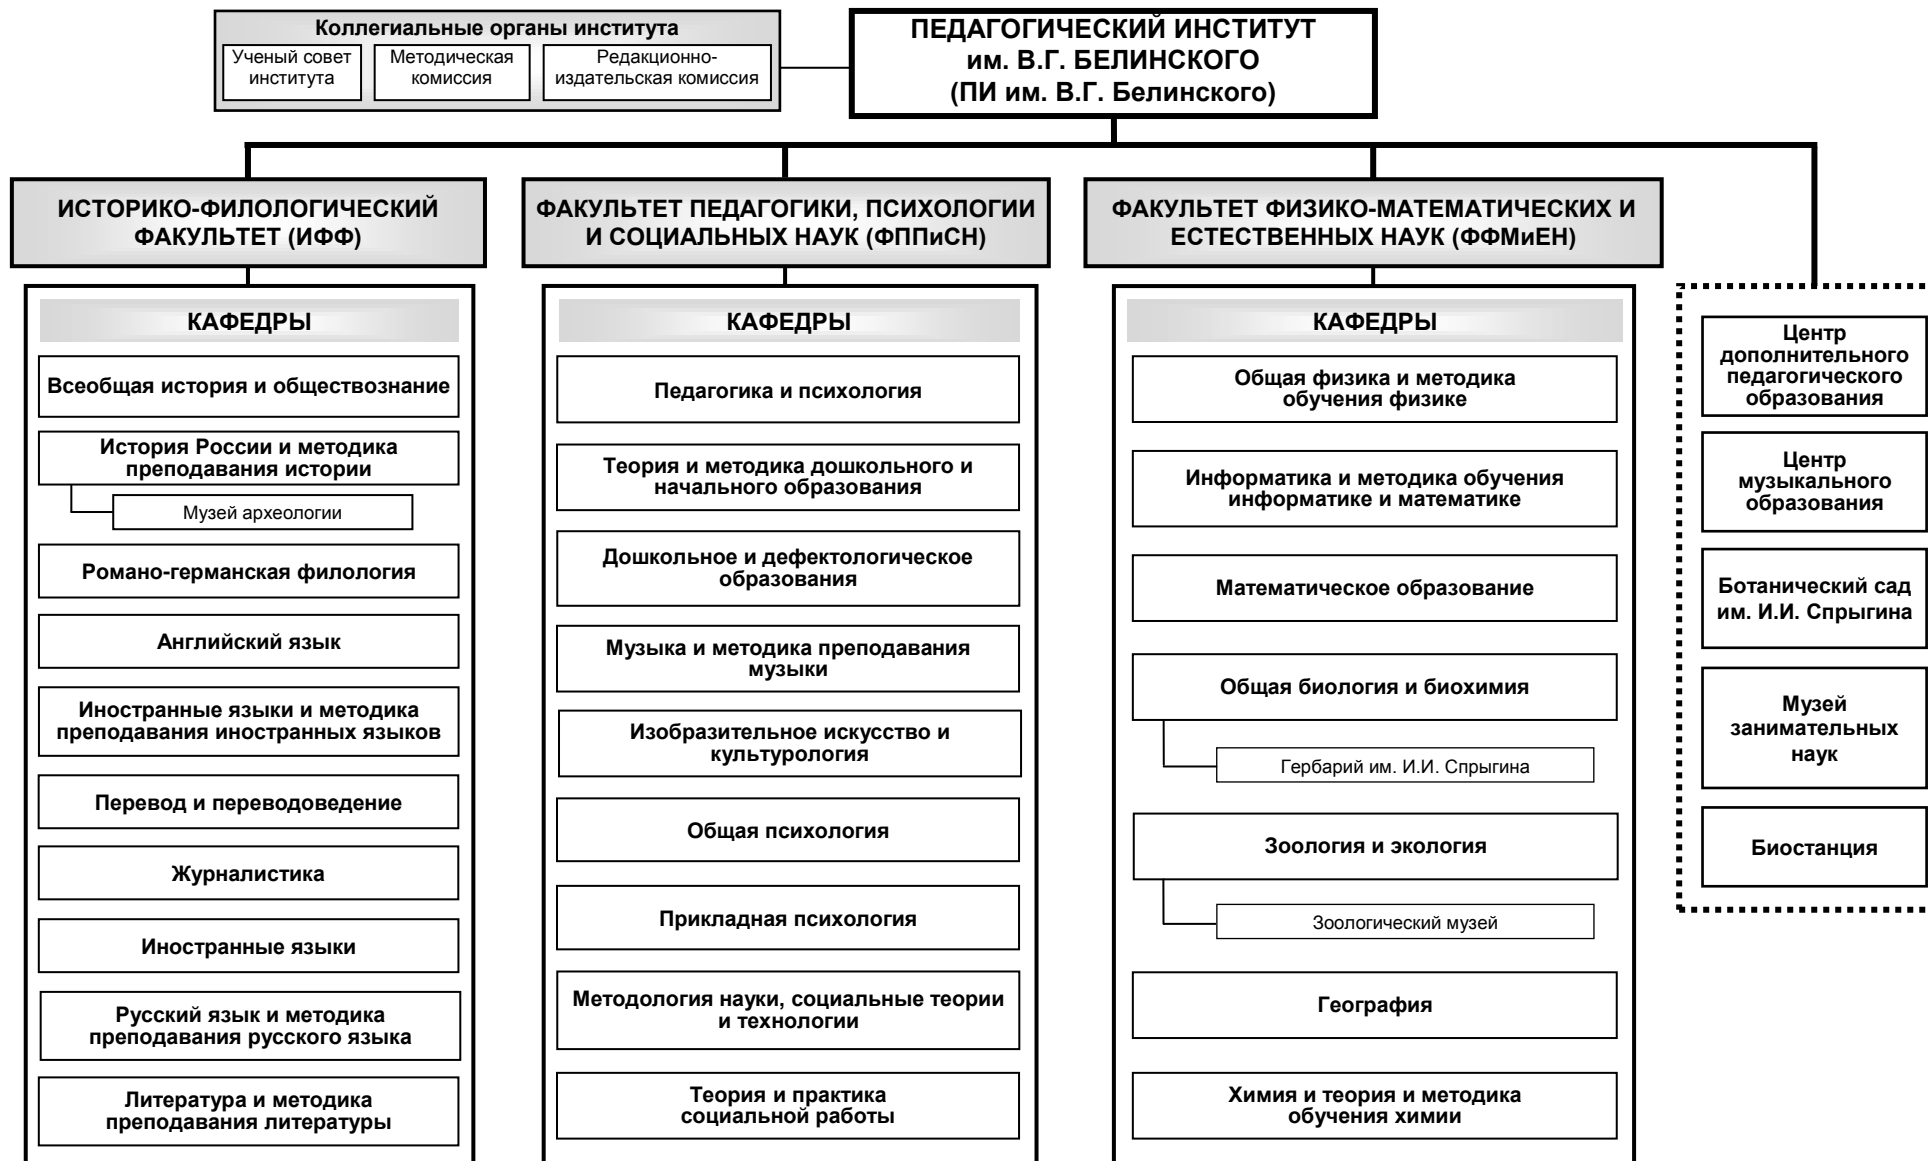 Коллегиальные органы института
Ученый совет
института
Методическая
комиссия
Редакционно-
издательская комиссия
ПЕДАГОГИЧЕСКИЙ ИНСТИТУТ
им. В.Г. БЕЛИНСКОГО
(ПИ им. В.Г. Белинского)
ИСТОРИКО-ФИЛОЛОГИЧЕСКИЙ
ФАКУЛЬТЕТ (ИФФ)
КАФЕДРЫ
Всеобщая история и обществознание
История России и методика
преподавания истории
Музей археологии
Романо-германская филология
Английский язык
Иностранные языки и методика
преподавания иностранных языков
Перевод и переводоведение
Журналистика
Иностранные языки
Русский язык и методика
преподавания русского языка
Литература и методика
преподавания литературы
ФАКУЛЬТЕТ ПЕДАГОГИКИ, ПСИХОЛОГИИ
И СОЦИАЛЬНЫХ НАУК (ФППиСН)
КАФЕДРЫ
Педагогика и психология
Теория и методика дошкольного и
начального образования
Дошкольное и дефектологическое
образования
Музыка и методика преподавания
музыки
Изобразительное искусство и
культурология
Общая психология
Прикладная психология
Методология науки, социальные теории
и технологии
Теория и практика
социальной работы
ФАКУЛЬТЕТ ФИЗИКО-МАТЕМАТИЧЕСКИХ И
ЕСТЕСТВЕННЫХ НАУК (ФФМиЕН)
КАФЕДРЫ
Общая физика и методика
обучения физике
Информатика и методика обучения
информатике и математике
Математическое образование
Общая биология и биохимия
Гербарий им. И.И. Спрыгина
Зоология и экология
Зоологический музей
География
Химия и теория и методика
обучения химии
Центр
дополнительного
педагогического
образования
Центр
музыкального
образования
Ботанический сад
им. И.И. Спрыгина
Музей
занимательных
наук
Биостанция